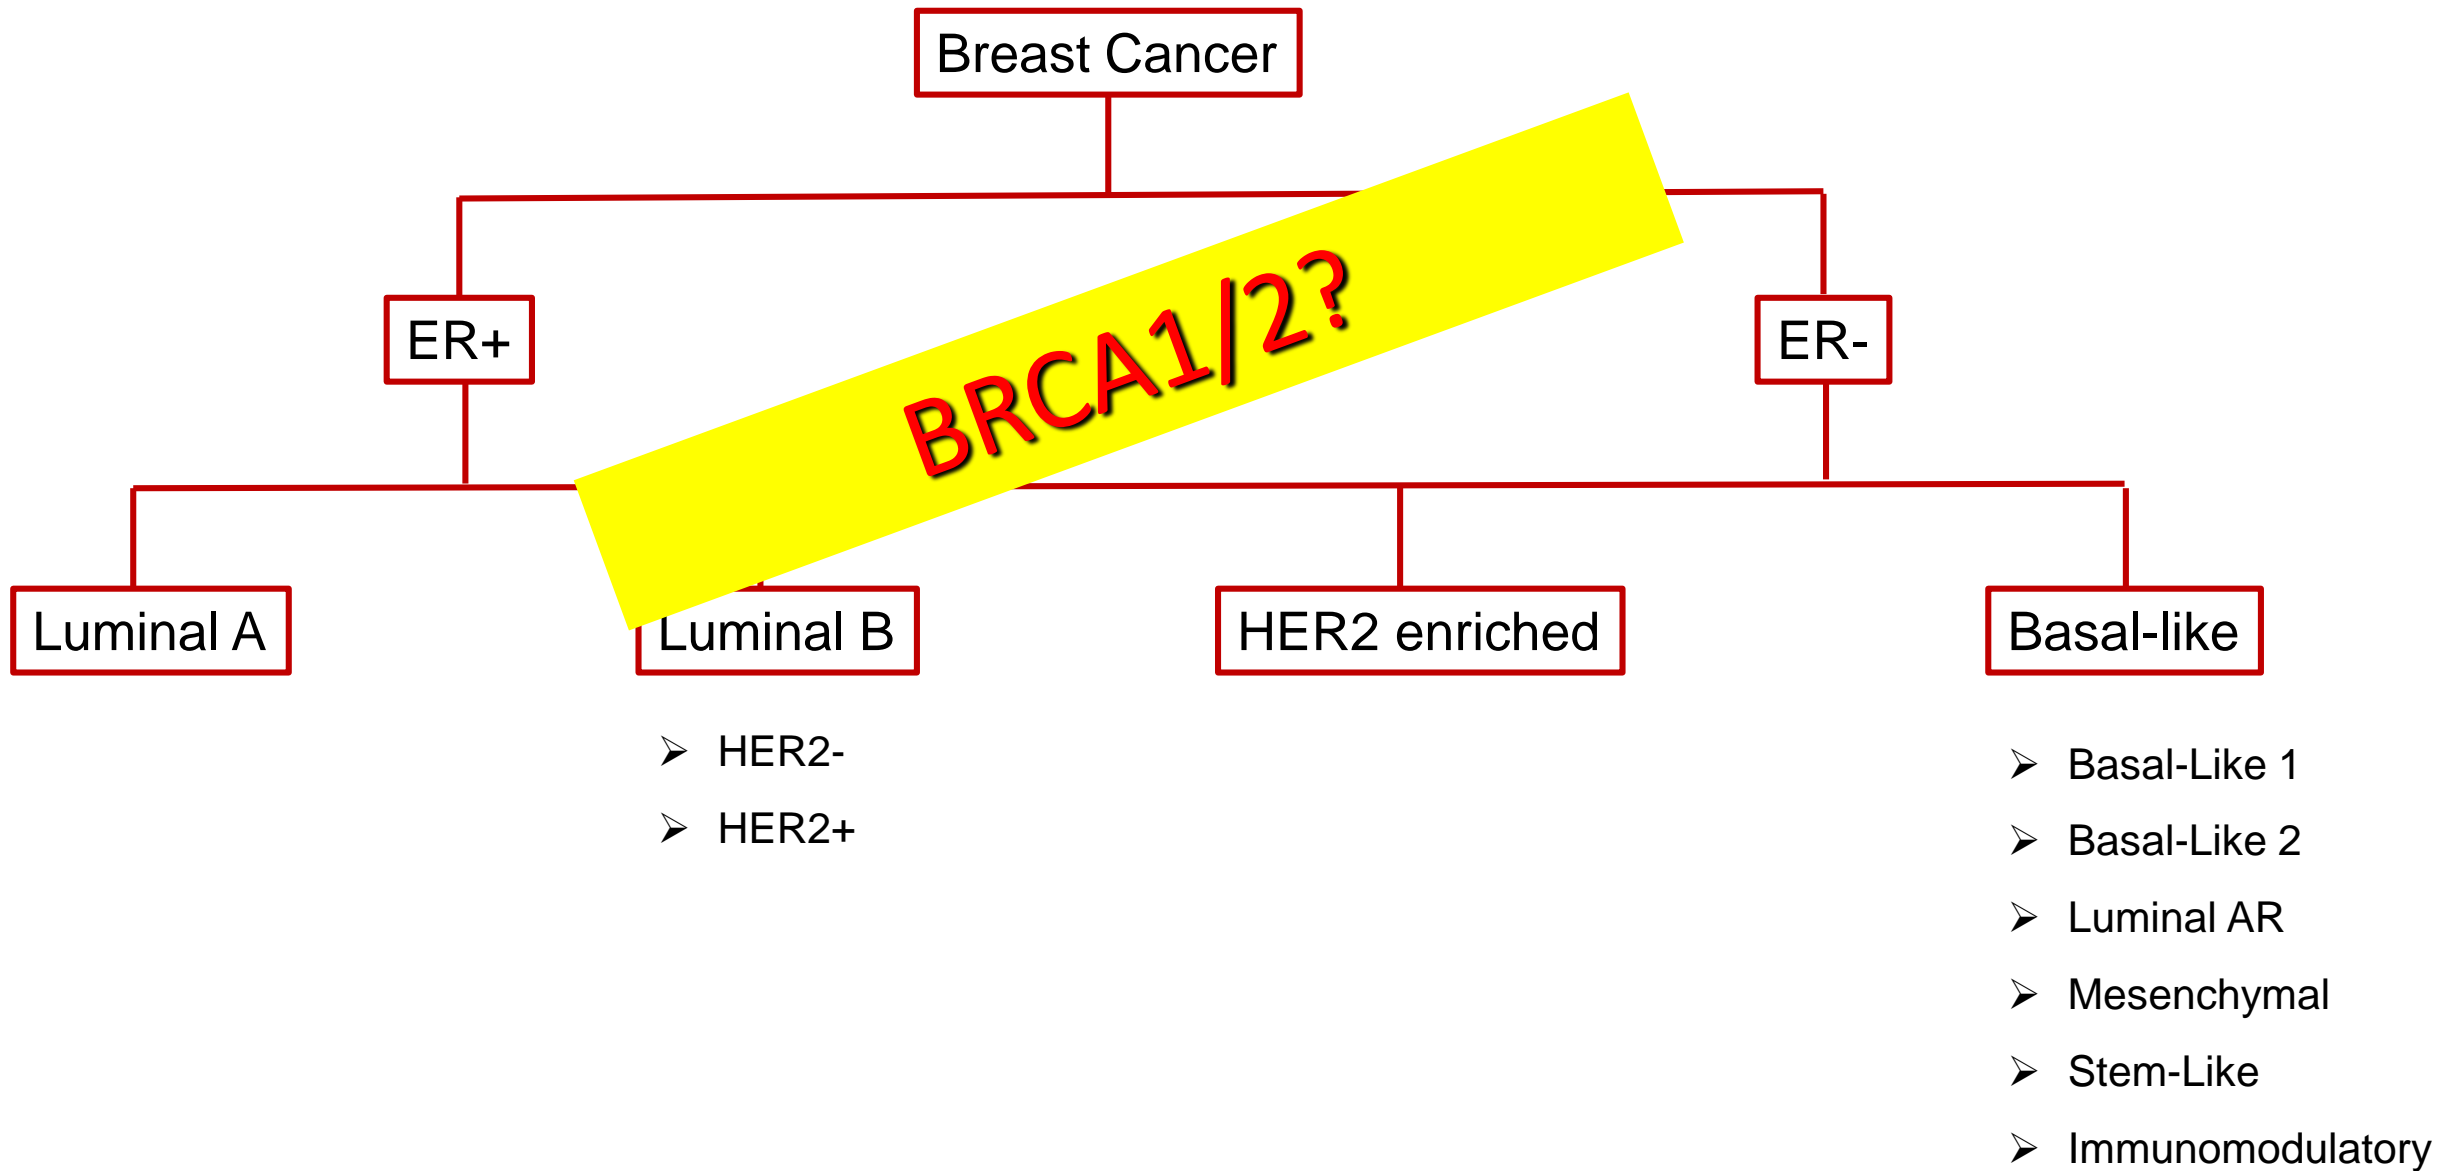 Breast Cancer
ER+
BRCA1/2?
ER-
Luminal A
Luminal B
HER2 enriched
Basal-like
HER2-
HER2+
Basal-Like 1
Basal-Like 2
Luminal AR
Mesenchymal
Stem-Like
Immunomodulatory